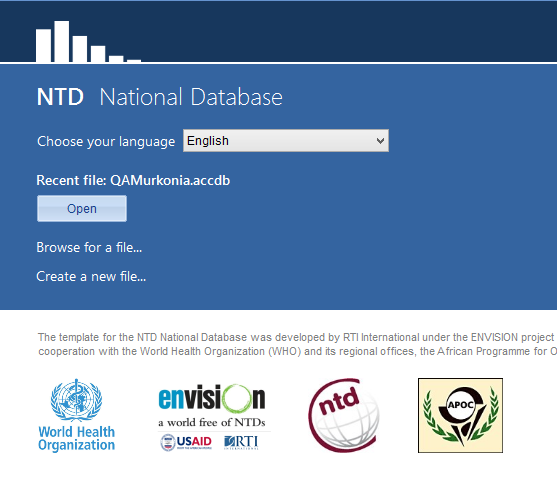 NTD National Database
Choose your language English
Recent file: QAMurkonia.accdb
Open
Browse for a file...
Create a new file...
The template for the NTD National Database was developed by RTI International under the ENVISION project
cooperation with the World Health Organization (WHO) and its regional offices, the African Programme for O
World Health
Organization
envision
a world free of NTDs
USAID
RTI
ntd
APOC